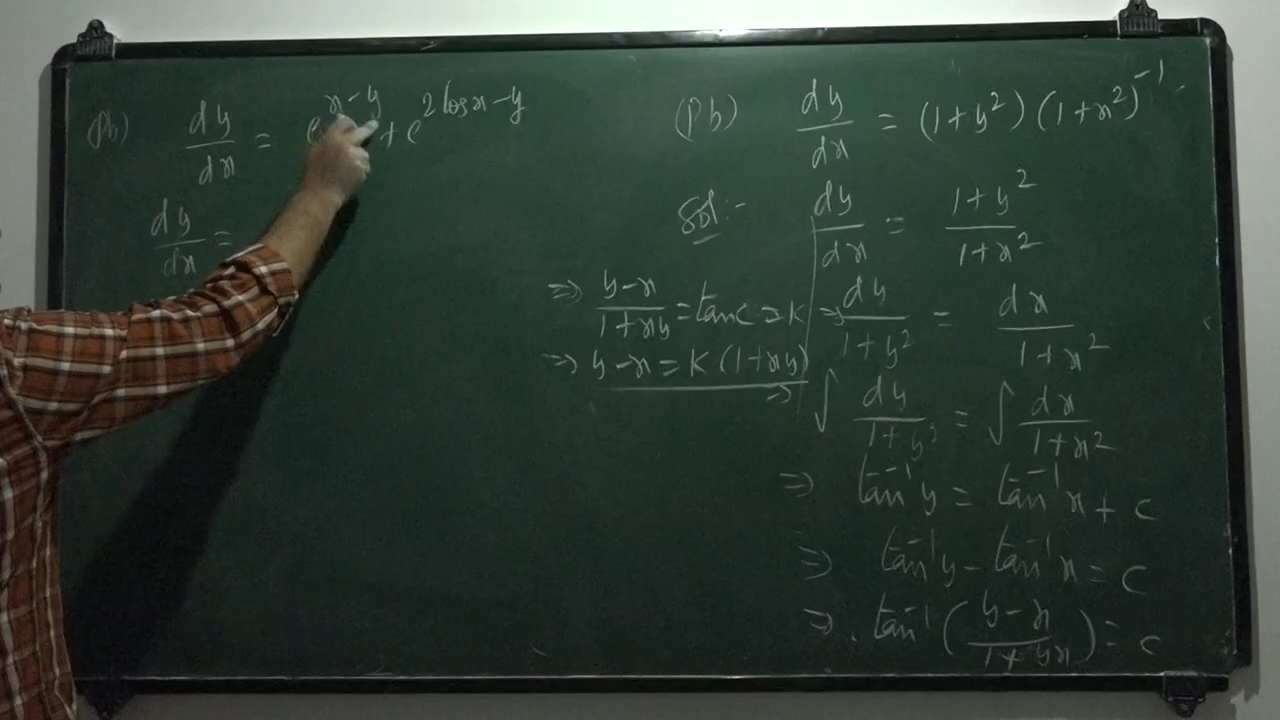 (Pb) dy/dx = e^(x-y) + e^(2 log x - y)
dy/dx =
(Pb) dy/dx = (1+y²)(1+x²)⁻¹
Sol:- dy/dx = (1+y²)/(1+x²)
⇒ dy/(1+y²) = dx/(1+x²)
⇒ ∫ dy/(1+y²) = ∫ dx/(1+x²)
⇒ tan⁻¹y = tan⁻¹x + c
⇒ tan⁻¹y - tan⁻¹x = c
⇒ tan⁻¹((y-x)/(1+yx)) = c
⇒ (y-x)/(1+xy) = tan c = K
⇒ y-x = K(1+xy)